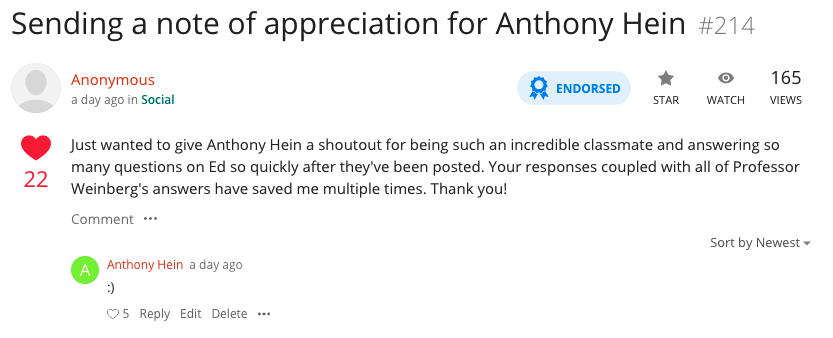 Sending a note of appreciation for Anthony Hein #214
Anonymous
a day ago in Social
ENDORSED
STAR
WATCH
165
VIEWS
22
Just wanted to give Anthony Hein a shoutout for being such an incredible classmate and answering so
many questions on Ed so quickly after they've been posted. Your responses coupled with all of Professor
Weinberg's answers have saved me multiple times. Thank you!
Comment ···
Sort by Newest
A
Anthony Hein a day ago
:)
5 Reply Edit Delete ···